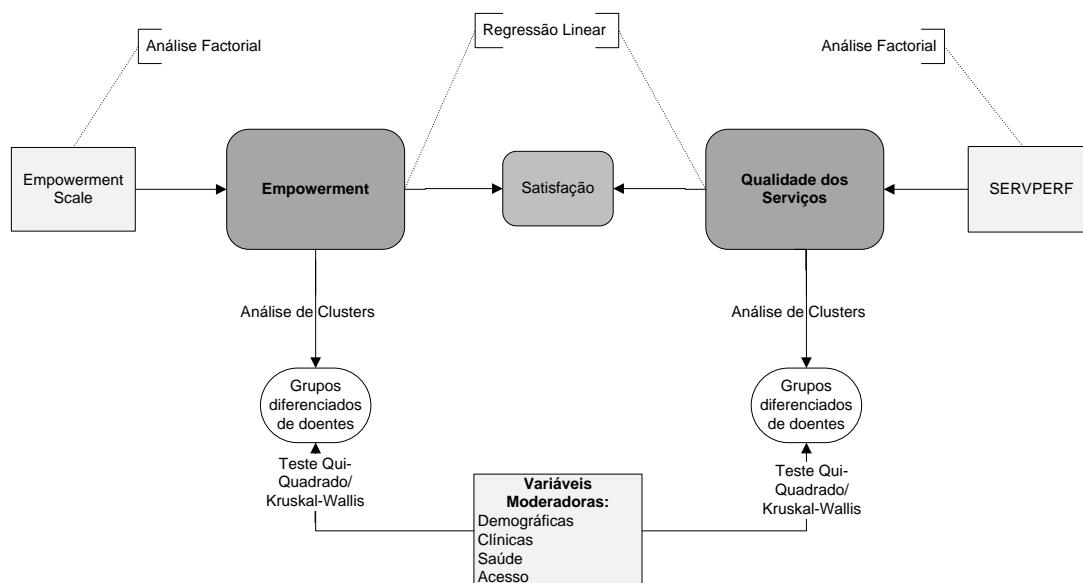 Análise Factorial
Regressão Linear
Análise Factorial
Empowerment
Scale
Empowerment
Satisfação
Qualidade dos
Serviços
SERVPERF
Análise de Clusters
Análise de Clusters
Grupos
diferenciados
de doentes
Grupos
diferenciados
de doentes
Teste Qui-
Quadrado/
Kruskal-Wallis
Variáveis
Moderadoras:
Demográficas
Clínicas
Saúde
Acesso
Teste Qui-
Quadrado/
Kruskal-Wallis